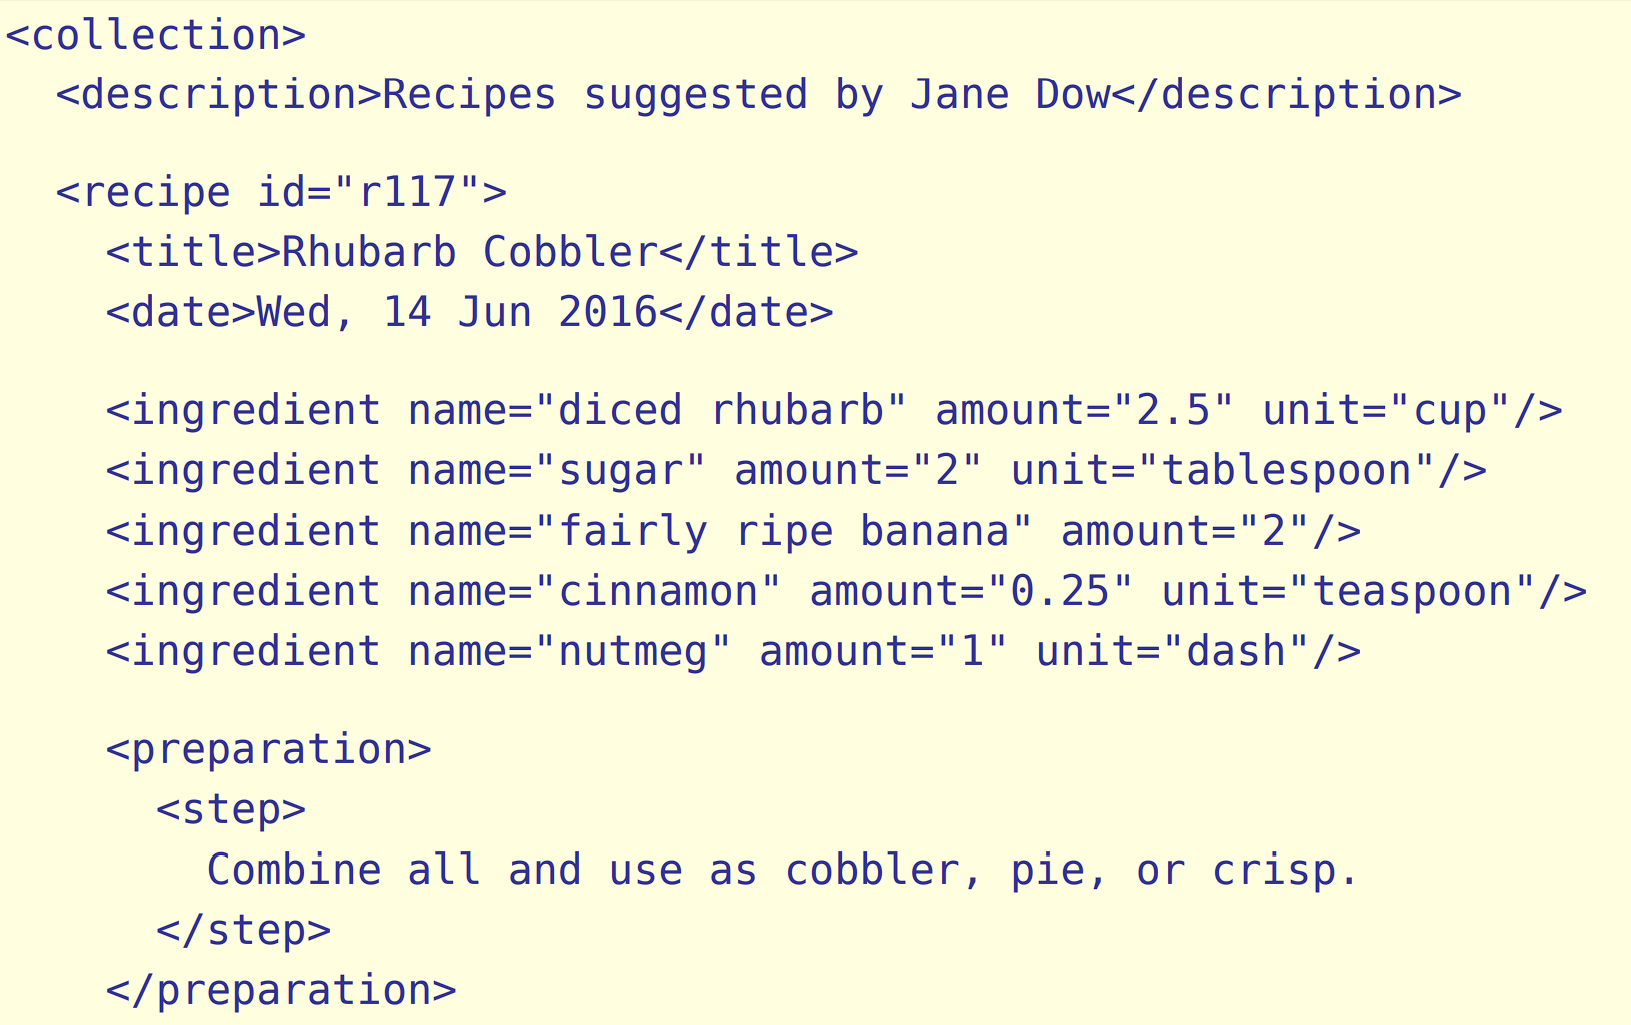 <collection>
<description>Recipes suggested by Jane Dow</description>
<recipe id="r117">
<title>Rhubarb Cobbler</title>
<date>Wed, 14 Jun 2016</date>
<ingredient name="diced rhubarb" amount="2.5" unit="cup"/>
<ingredient name="sugar" amount="2" unit="tablespoon"/>
<ingredient name="fairly ripe banana" amount="2"/>
<ingredient name="cinnamon" amount="0.25" unit="teaspoon"/>
<ingredient name="nutmeg" amount="1" unit="dash"/>
<preparation>
<step>
Combine all and use as cobbler, pie, or crisp.
</step>
</preparation>